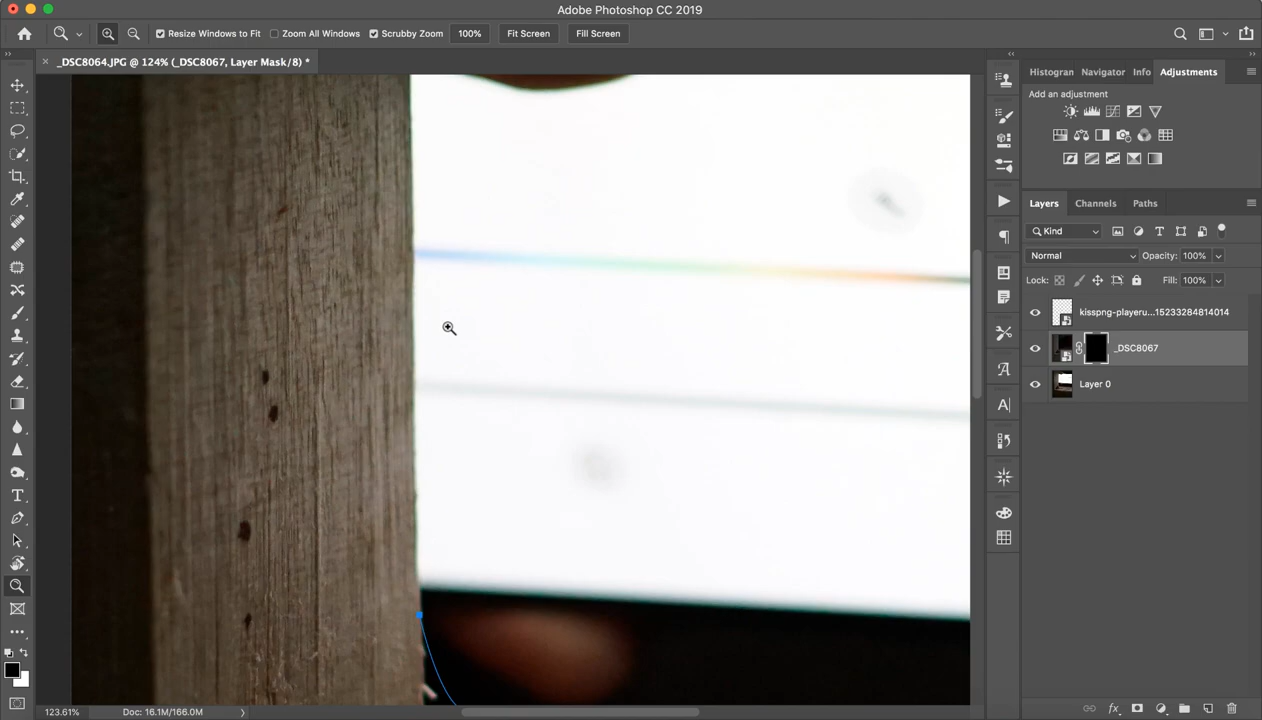 Adobe Photoshop CC 2019
Resize Windows to Fit Zoom All Windows Scrubby Zoom 100% Fit Screen Fill Screen
_DSC8064.JPG @ 124% (_DSC8067, Layer Mask/8) *
Histogran Navigator Info Adjustments
Add an adjustment
Layers Channels Paths
Kind
Normal Opacity: 100%
Lock: Fill: 100%
kisspng-playeru...15233284814014
_DSC8067
Layer 0
123.61% Doc: 16.1M/166.0M